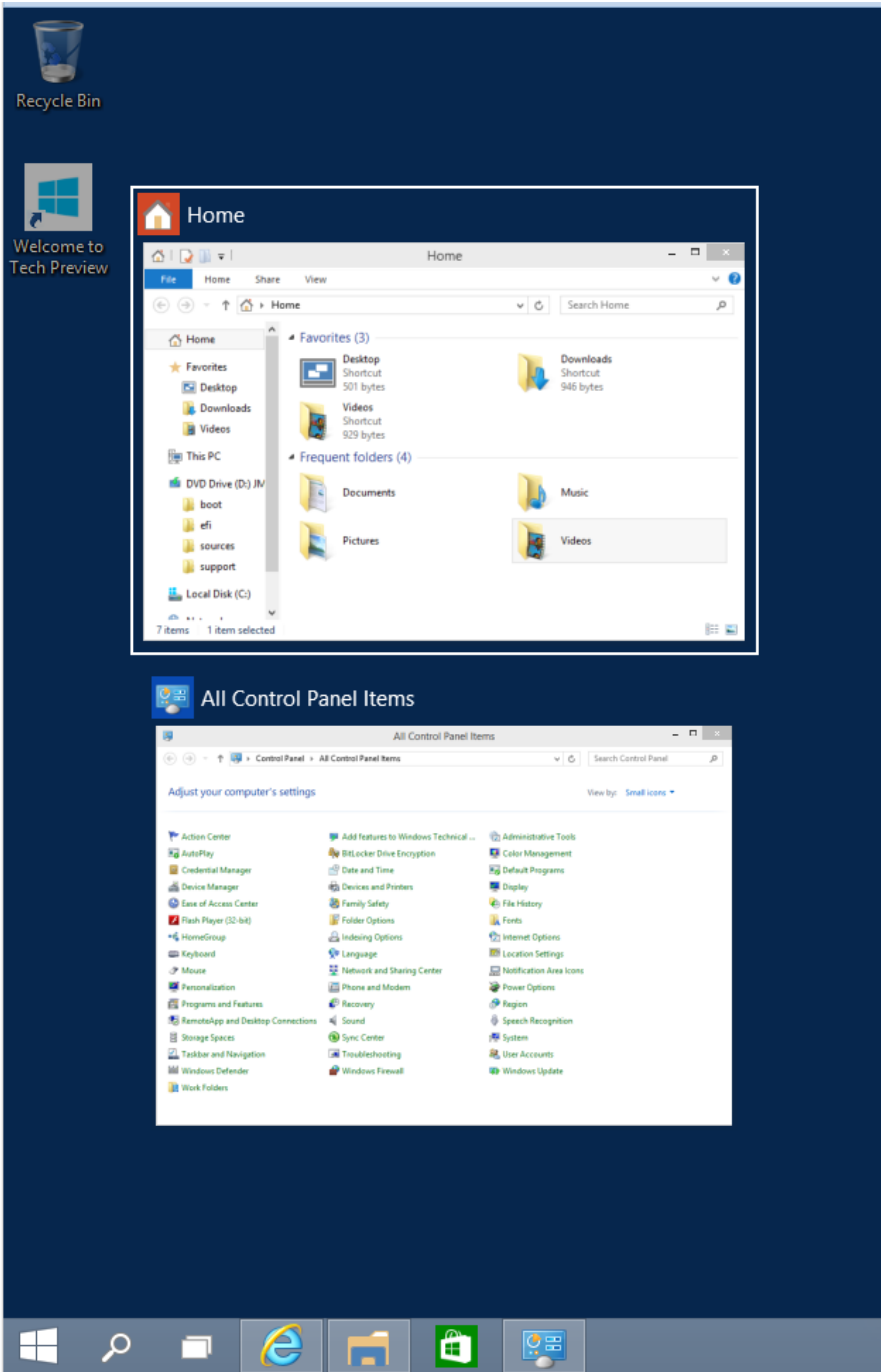 Recycle Bin
Welcome to
Tech Preview
Home
Home
File Home Share View
Home
Search Home
Home
Favorites
Desktop
Downloads
Videos
This PC
DVD Drive (D:) JM
boot
efi
sources
support
Local Disk (C:)
Favorites (3)
Desktop
Shortcut
501 bytes
Downloads
Shortcut
946 bytes
Videos
Shortcut
929 bytes
Frequent folders (4)
Documents
Music
Pictures
Videos
7 items 1 item selected
All Control Panel Items
All Control Panel Items
Control Panel All Control Panel Items
Search Control Panel
Adjust your computer's settings
View by: Small icons
Action Center Add features to Windows Technical ... Administrative Tools
AutoPlay BitLocker Drive Encryption Color Management
Credential Manager Date and Time Default Programs
Device Manager Devices and Printers Display
Ease of Access Center Family Safety File History
Flash Player (32-bit) Folder Options Fonts
HomeGroup Indexing Options Internet Options
Keyboard Language Location Settings
Mouse Network and Sharing Center Notification Area Icons
Personalization Phone and Modem Power Options
Programs and Features Recovery Region
RemoteApp and Desktop Connections Sound Speech Recognition
Storage Spaces Sync Center System
Taskbar and Navigation Troubleshooting User Accounts
Windows Defender Windows Firewall Windows Update
Work Folders